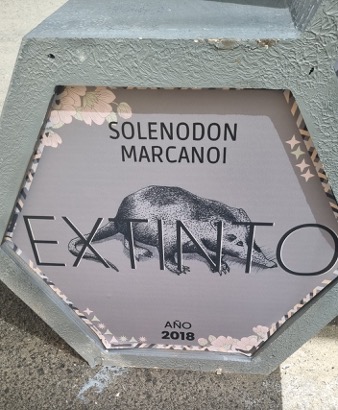 SOLENODON
MARCANOI
EXTINTO
AÑO
2018